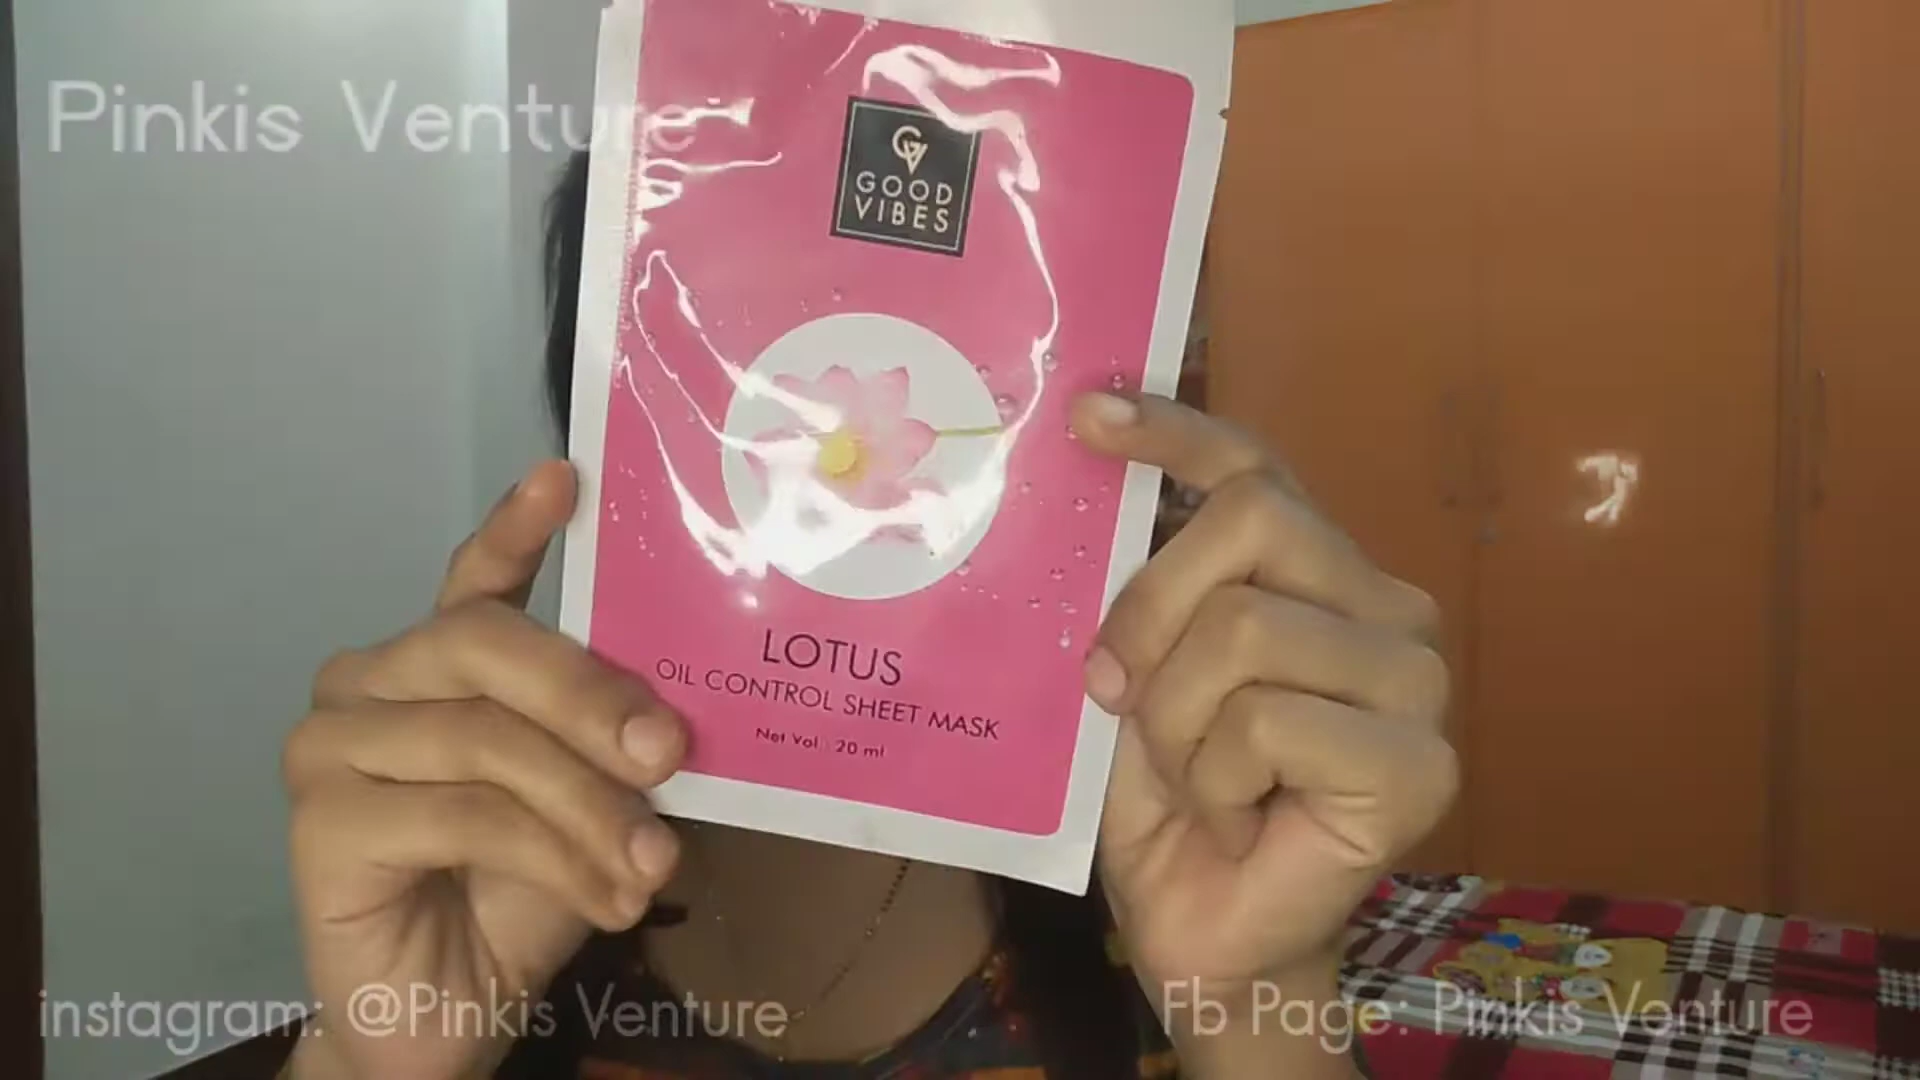 Pinkis Venture
GV
GOOD
VIBES
LOTUS
OIL CONTROL SHEET MASK
Net Vol : 20 ml
instagram: @Pinkis Venture
Fb Page: Pinkis Venture